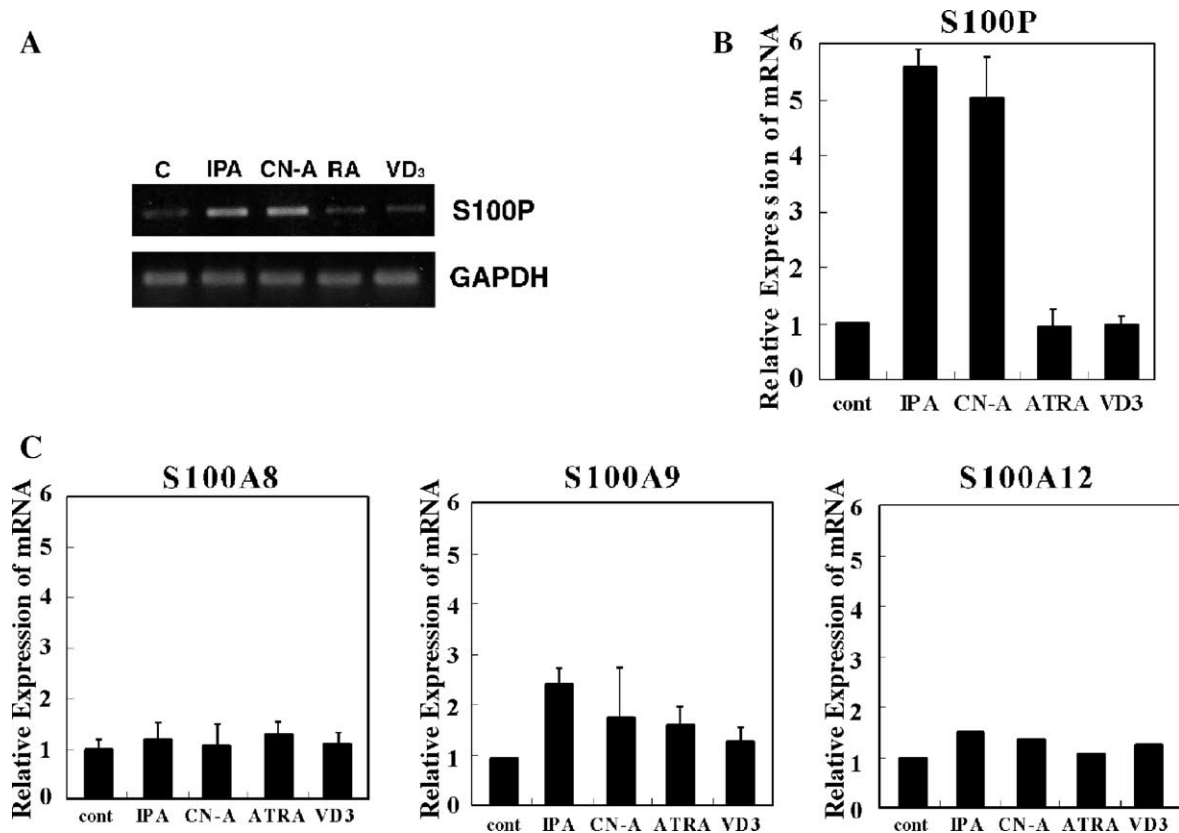 A
C IPA CN-A RA VD3
S100P
GAPDH
B
S100P
Relative Expression of mRNA
6
5
4
3
2
1
0
cont IPA CN-A ATRA VD3
C
S100A8
Relative Expression of mRNA
6
5
4
3
2
1
0
cont IPA CN-A ATRA VD3
S100A9
Relative Expression of mRNA
6
5
4
3
2
1
0
cont IPA CN-A ATRA VD3
S100A12
Relative Expression of mRNA
6
5
4
3
2
1
0
cont IPA CN-A ATRA VD3